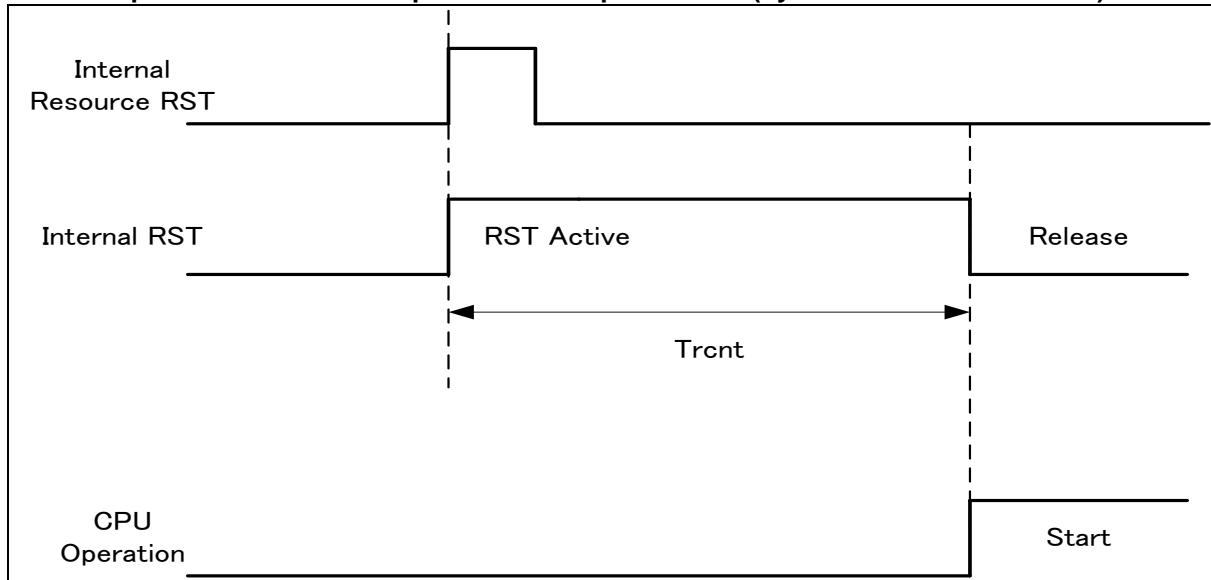 Internal
Resource RST
Internal RST
RST Active
Release
Trcnt
CPU
Operation
Start